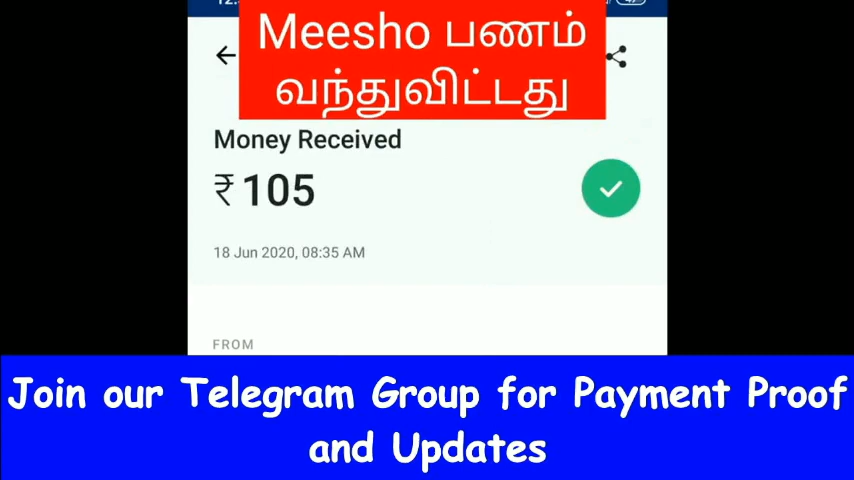 Meesho பணம்
வந்துவிட்டது
Money Received
₹105
18 Jun 2020, 08:35 AM
FROM
Join our Telegram Group for Payment Proof
and Updates